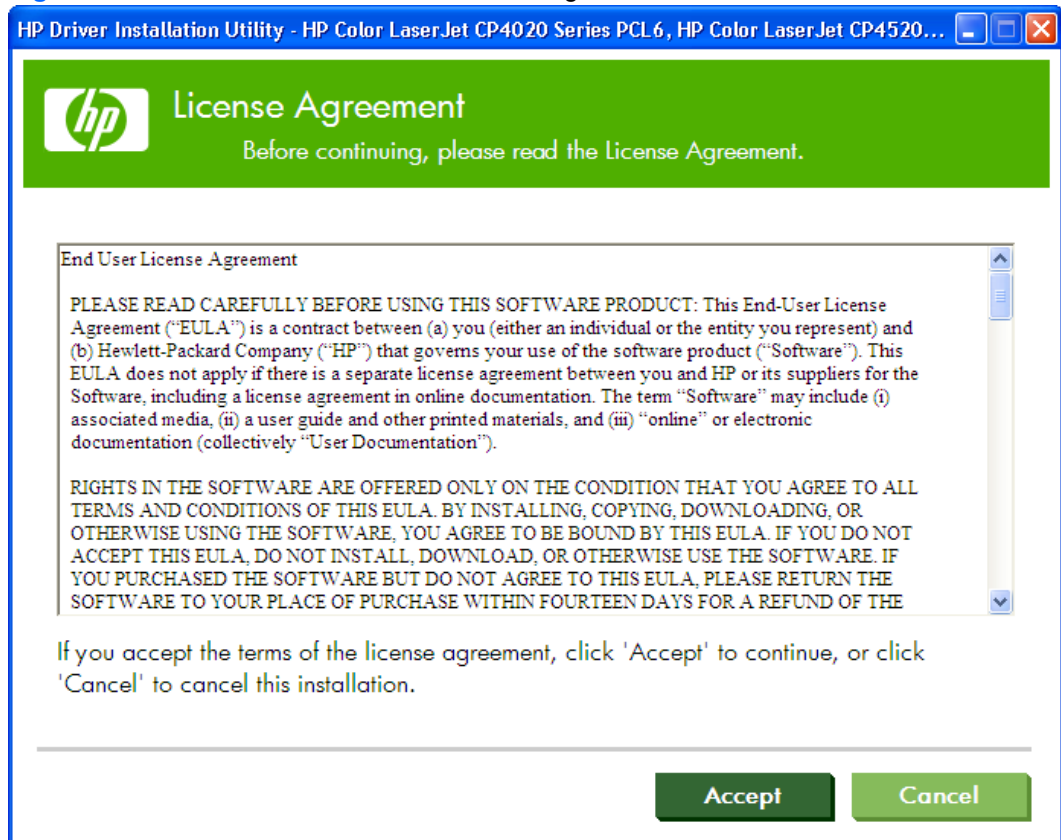 HP Driver Installation Utility - HP Color LaserJet CP4020 Series PCL6, HP Color LaserJet CP4520...
hp
License Agreement
Before continuing, please read the License Agreement.
End User License Agreement
PLEASE READ CAREFULLY BEFORE USING THIS SOFTWARE PRODUCT: This End-User License
Agreement (“EULA”) is a contract between (a) you (either an individual or the entity you represent) and
(b) Hewlett-Packard Company (“HP”) that governs your use of the software product (“Software”). This
EULA does not apply if there is a separate license agreement between you and HP or its suppliers for the
Software, including a license agreement in online documentation. The term “Software” may include (i)
associated media, (ii) a user guide and other printed materials, and (iii) “online” or electronic
documentation (collectively “User Documentation”).
RIGHTS IN THE SOFTWARE ARE OFFERED ONLY ON THE CONDITION THAT YOU AGREE TO ALL
TERMS AND CONDITIONS OF THIS EULA. BY INSTALLING, COPYING, DOWNLOADING, OR
OTHERWISE USING THE SOFTWARE, YOU AGREE TO BE BOUND BY THIS EULA. IF YOU DO NOT
ACCEPT THIS EULA, DO NOT INSTALL, DOWNLOAD, OR OTHERWISE USE THE SOFTWARE. IF
YOU PURCHASED THE SOFTWARE BUT DO NOT AGREE TO THIS EULA, PLEASE RETURN THE
SOFTWARE TO YOUR PLACE OF PURCHASE WITHIN FOURTEEN DAYS FOR A REFUND OF THE
If you accept the terms of the license agreement, click 'Accept' to continue, or click
'Cancel' to cancel this installation.
Accept
Cancel